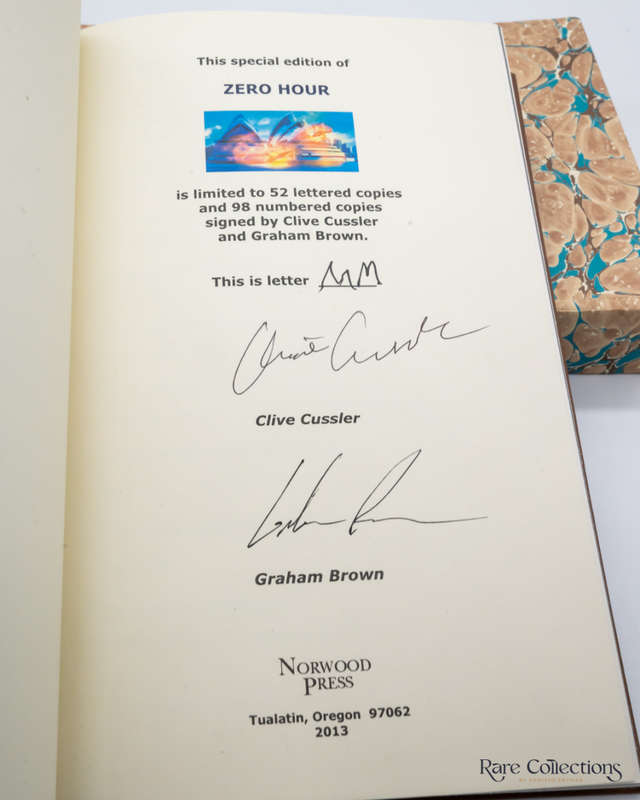 This special edition of
ZERO HOUR
is limited to 52 lettered copies
and 98 numbered copies
signed by Clive Cussler
and Graham Brown.
This is letter MM
Clive Cussler
Clive Cussler
Graham Brown
Norwood
Press
Tualatin, Oregon 97062
2013
Rare Collections